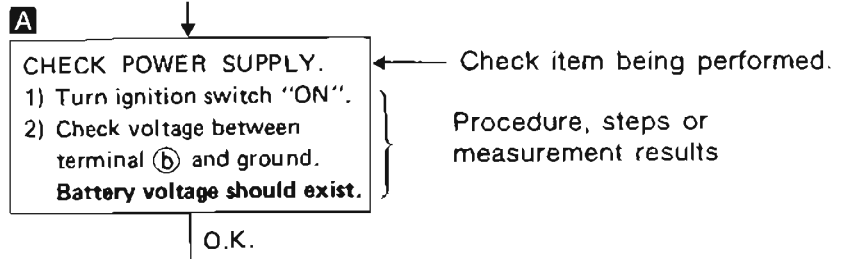 A
CHECK POWER SUPPLY.
Check item being performed.
1) Turn ignition switch "ON".
2) Check voltage between
terminal ⓑ and ground.
Battery voltage should exist.
Procedure, steps or
measurement results
O.K.